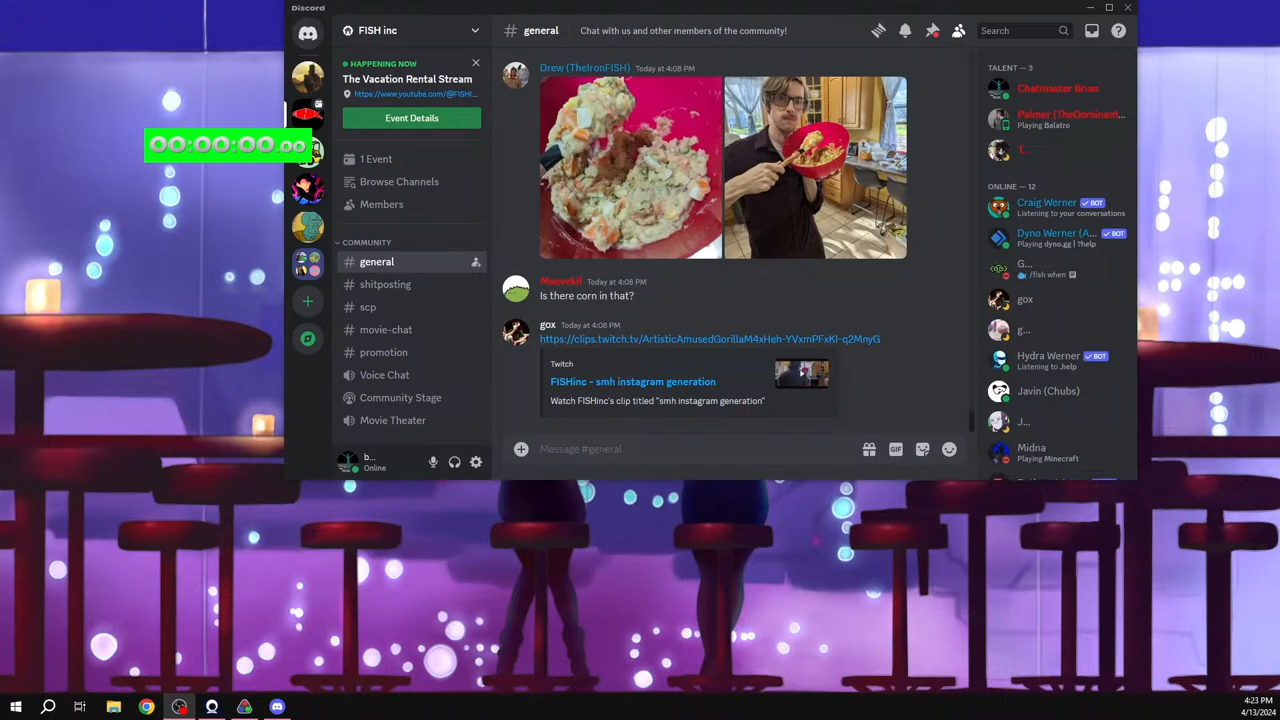 Discord
FISH inc
general
Chat with us and other members of the community!
Search
HAPPENING NOW
The Vacation Rental Stream
https://www.youtube.com/@FISHI...
Event Details
00:00:00.00
1 Event
Browse Channels
Members
COMMUNITY
general
shitposting
scp
movie-chat
promotion
Voice Chat
Community Stage
Movie Theater
b...
Online
Drew (TheIronFISH) Today at 4:08 PM
Today at 4:08 PM
Is there corn in that?
gox Today at 4:08 PM
https://clips.twitch.tv/ArtisticAmusedGorillaM4xHeh-YVxmPFxKI-q2MnyG
Twitch
FISHinc - smh instagram generation
Watch FISHinc's clip titled "smh instagram generation"
Message #general
GIF
TALENT — 3
Chatmaster Brian
Palmer (TheDominant...
Playing Balatro
ONLINE — 12
Craig Werner BOT
Listening to your conversations
Dyno Werner (A... BOT
Playing dyno.gg | ?help
G...
/fish when
gox
g...
Hydra Werner BOT
Listening to .help
Javin (Chubs)
J...
Midna
Playing Minecraft
4:23 PM
4/13/2024